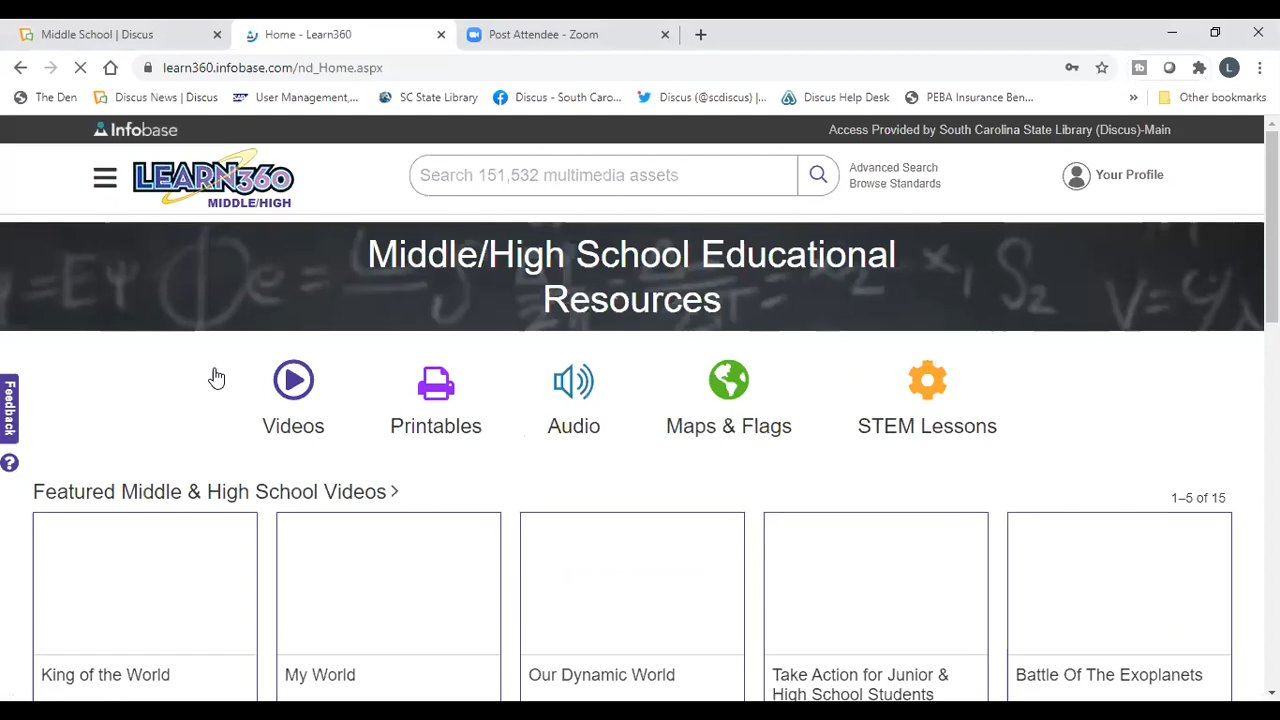 Middle School | Discus
Home - Learn360
Post Attendee - Zoom
learn360.infobase.com/nd_Home.aspx
L
The Den
Discus News | Discus
User Management,...
SC State Library
Discus - South Caro...
Discus (@scdiscus) |...
Discus Help Desk
PEBA Insurance Ben...
»
Other bookmarks
Infobase
Access Provided by South Carolina State Library (Discus)-Main
LEARN360
MIDDLE/HIGH
Search 151,532 multimedia assets
Advanced Search
Browse Standards
Your Profile
Middle/High School Educational
Resources
Feedback
?
Videos
Printables
Audio
Maps & Flags
STEM Lessons
Featured Middle & High School Videos >
1–5 of 15
King of the World
My World
Our Dynamic World
Take Action for Junior &
High School Students
Battle Of The Exoplanets